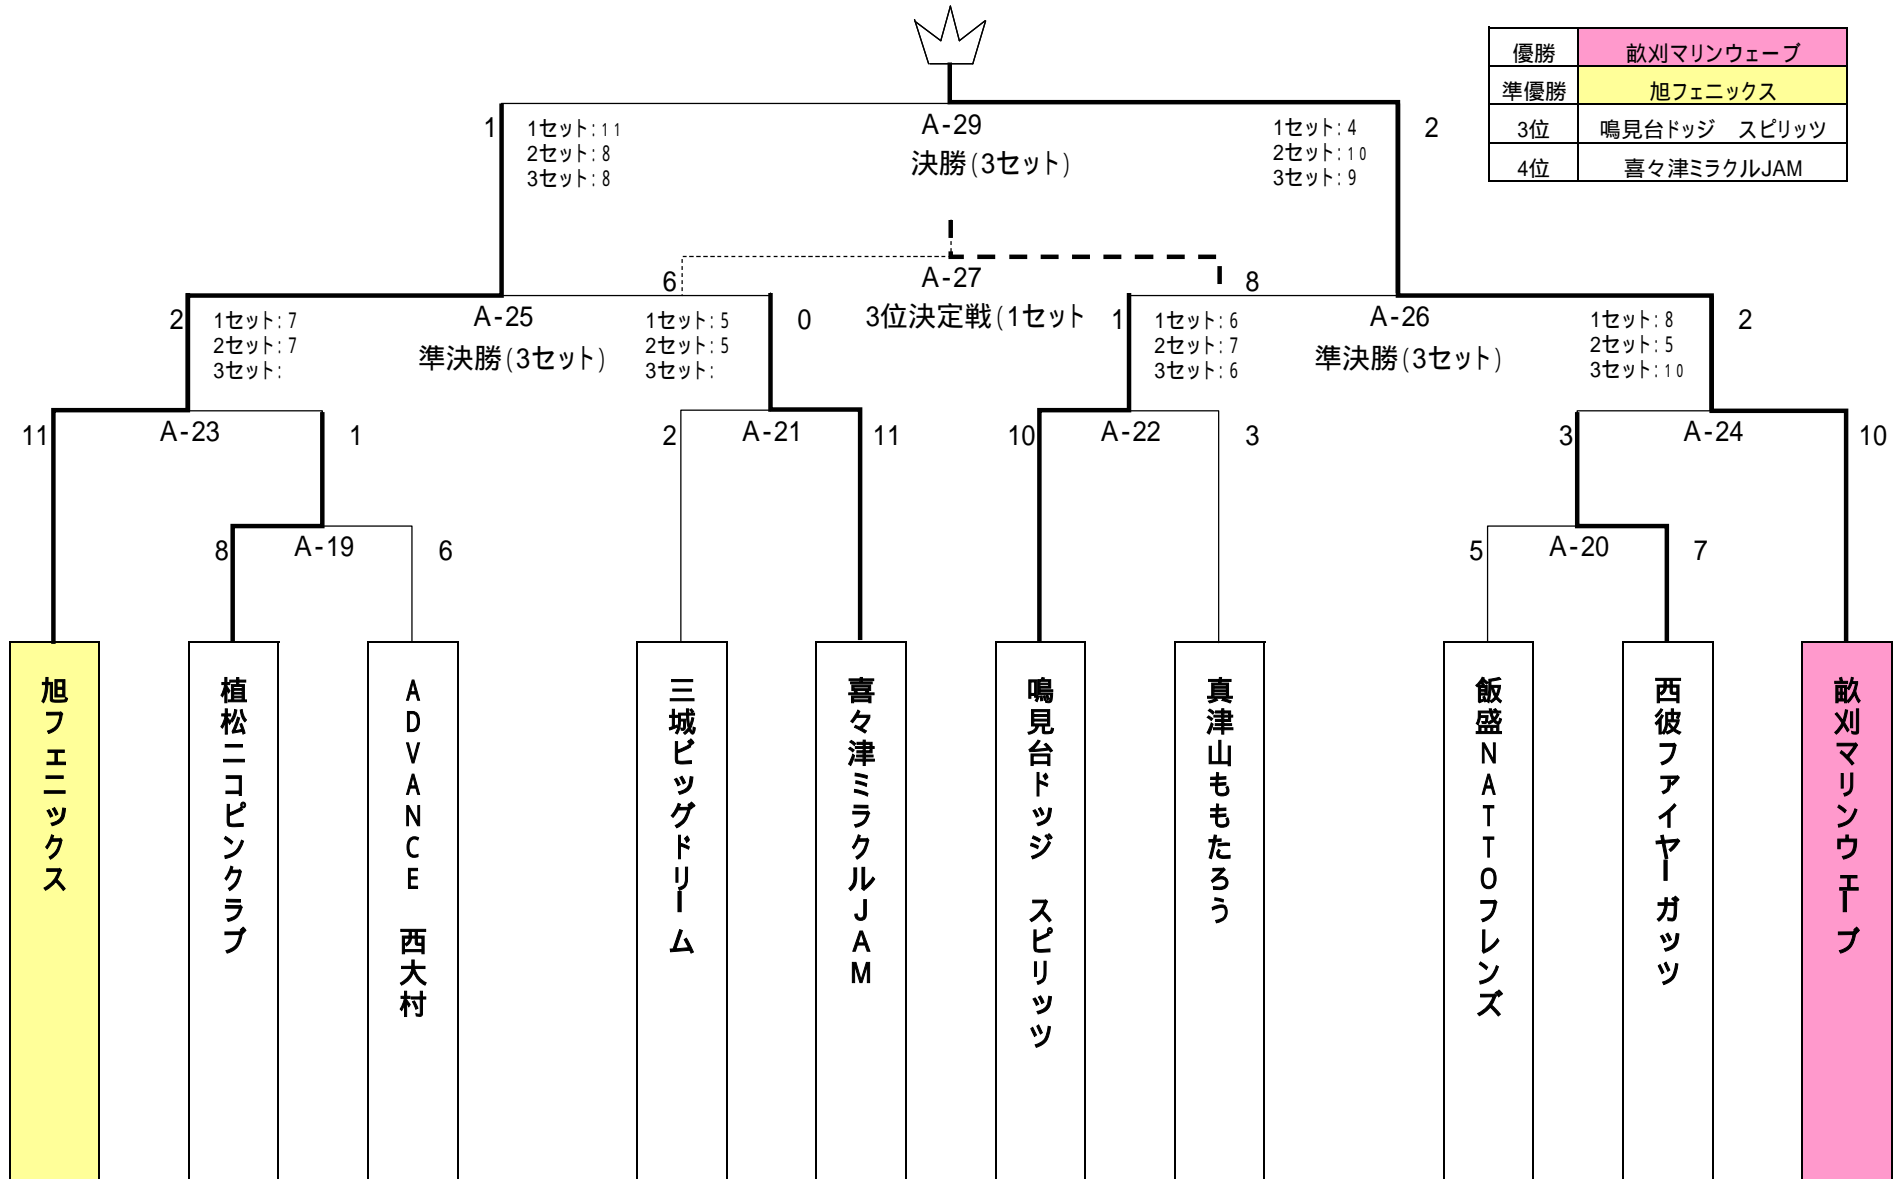 優勝 畝刈マリンウェーブ
準優勝 旭フェニックス
3位 鳴見台ドッジ　スピリッツ
4位 喜々津ミラクルJAM
1 A-29 2
1セット:11 1セット:4
2セット:8 決勝(3セット) 2セット:10
3セット:8 3セット:9
6 A-27 8
3位決定戦(1セット
2 A-25 0
1セット:7 1セット:5
2セット:7 準決勝(3セット) 2セット:5
3セット: 3セット:
1 A-26 2
1セット:6 1セット:8
2セット:7 準決勝(3セット) 2セット:5
3セット:6 3セット:10
11 A-23 1
2 A-21 11
10 A-22 3
3 A-24 10
8 A-19 6
5 A-20 7
旭フェニックス
植松ニコピンクラブ
ADVANCE　西大村
三城ビッグドリーム
喜々津ミラクルJAM
鳴見台ドッジ　スピリッツ
真津山ももたろう
飯盛NATTOフレンズ
西彼ファイヤーガッツ
畝刈マリンウェーブ